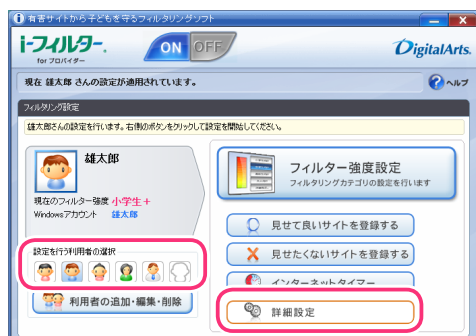 有害サイトから子どもを守るフィルタリングソフト
i-フィルター.
for プロバイダー
ON OFF
DigitalArts.
現在 雄太郎 さんの設定が適用されています。
ヘルプ
フィルタリング設定
雄太郎さんの設定を行います。右側のボタンをクリックして設定を開始してください。
雄太郎
現在のフィルター強度 小学生+
Windowsアカウント 雄太郎
設定を行う利用者の選択
利用者の追加・編集・削除
フィルター強度設定
フィルタリングカテゴリの設定を行います
見せて良いサイトを登録する
見せたくないサイトを登録する
インターネットタイマー
詳細設定